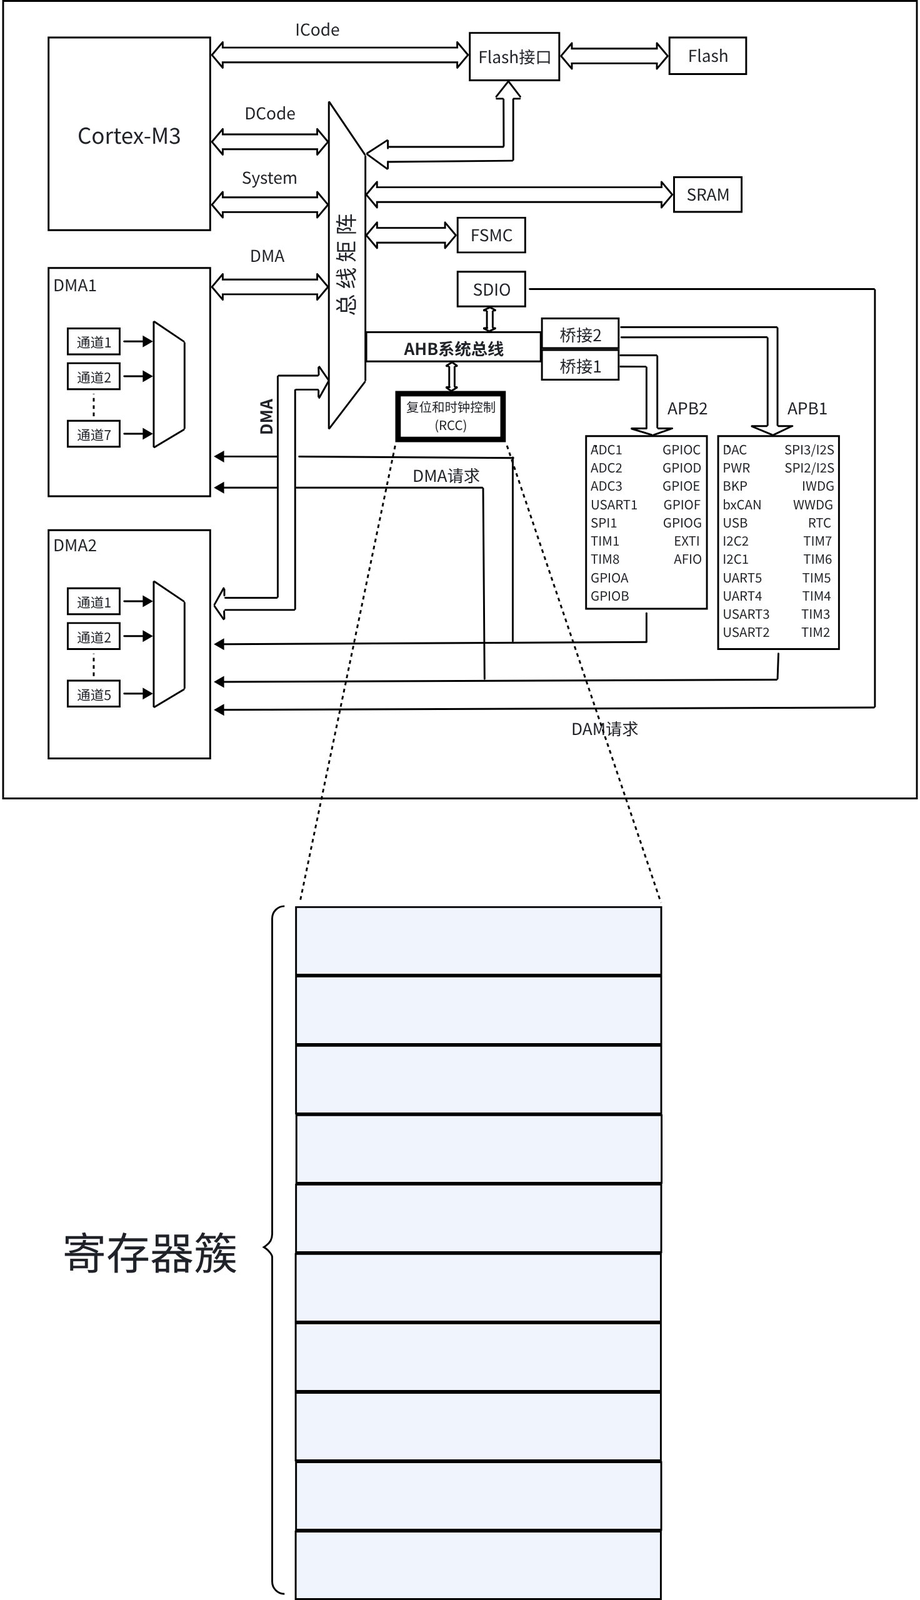 ICode
Flash接口
Flash
Cortex-M3
DCode
System
SRAM
FSMC
总线矩阵
DMA
DMA1
SDIO
通道1
通道2
通道7
AHB系统总线
桥接2
桥接1
复位和时钟控制
(RCC)
DMA
APB2
APB1
ADC1 GPIOC
ADC2 GPIOD
ADC3 GPIOE
USART1 GPIOF
SPI1 GPIOG
TIM1 EXTI
TIM8 AFIO
GPIOA
GPIOB
DAC SPI3/I2S
PWR SPI2/I2S
BKP IWDG
bxCAN WWDG
USB RTC
I2C2 TIM7
I2C1 TIM6
UART5 TIM5
UART4 TIM4
USART3 TIM3
USART2 TIM2
DMA请求
DMA2
通道1
通道2
通道5
DAM请求
寄存器簇